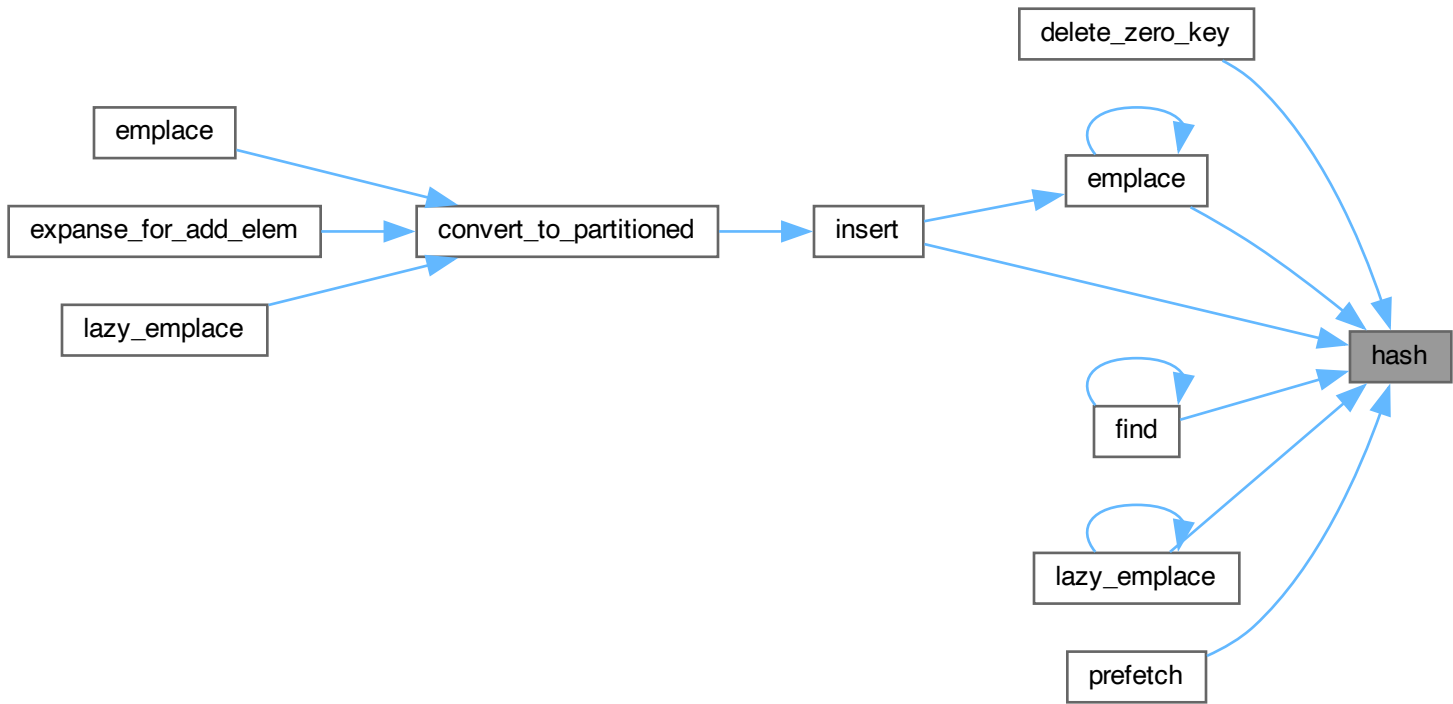 delete_zero_key
emplace
emplace
expanse_for_add_elem
convert_to_partitioned
insert
lazy_emplace
hash
find
lazy_emplace
prefetch